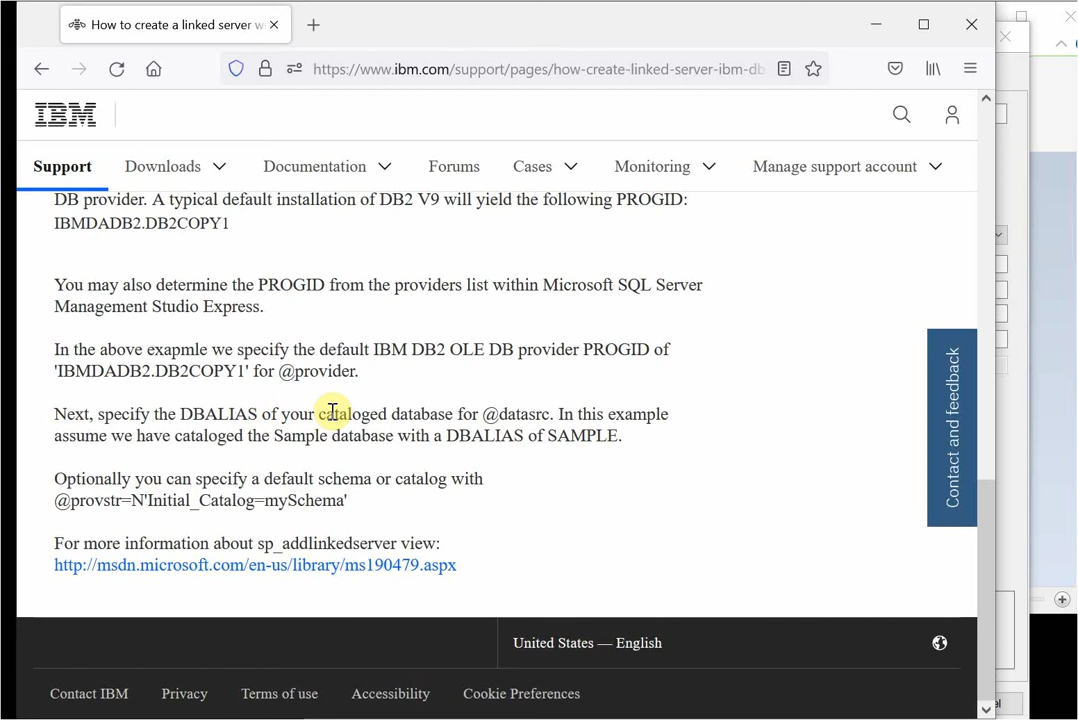 How to create a linked server wi
https://www.ibm.com/support/pages/how-create-linked-server-ibm-db
IBM
Support Downloads Documentation Forums Cases Monitoring Manage support account
DB provider. A typical default installation of DB2 V9 will yield the following PROGID:
IBMDADB2.DB2COPY1
You may also determine the PROGID from the providers list within Microsoft SQL Server
Management Studio Express.
In the above exapmle we specify the default IBM DB2 OLE DB provider PROGID of
'IBMDADB2.DB2COPY1' for @provider.
Next, specify the DBALIAS of your cataloged database for @datasrc. In this example
assume we have cataloged the Sample database with a DBALIAS of SAMPLE.
Optionally you can specify a default schema or catalog with
@provstr=N'Initial_Catalog=mySchema'
For more information about sp_addlinkedserver view:
http://msdn.microsoft.com/en-us/library/ms190479.aspx
Contact and feedback
United States — English
Contact IBM Privacy Terms of use Accessibility Cookie Preferences
el